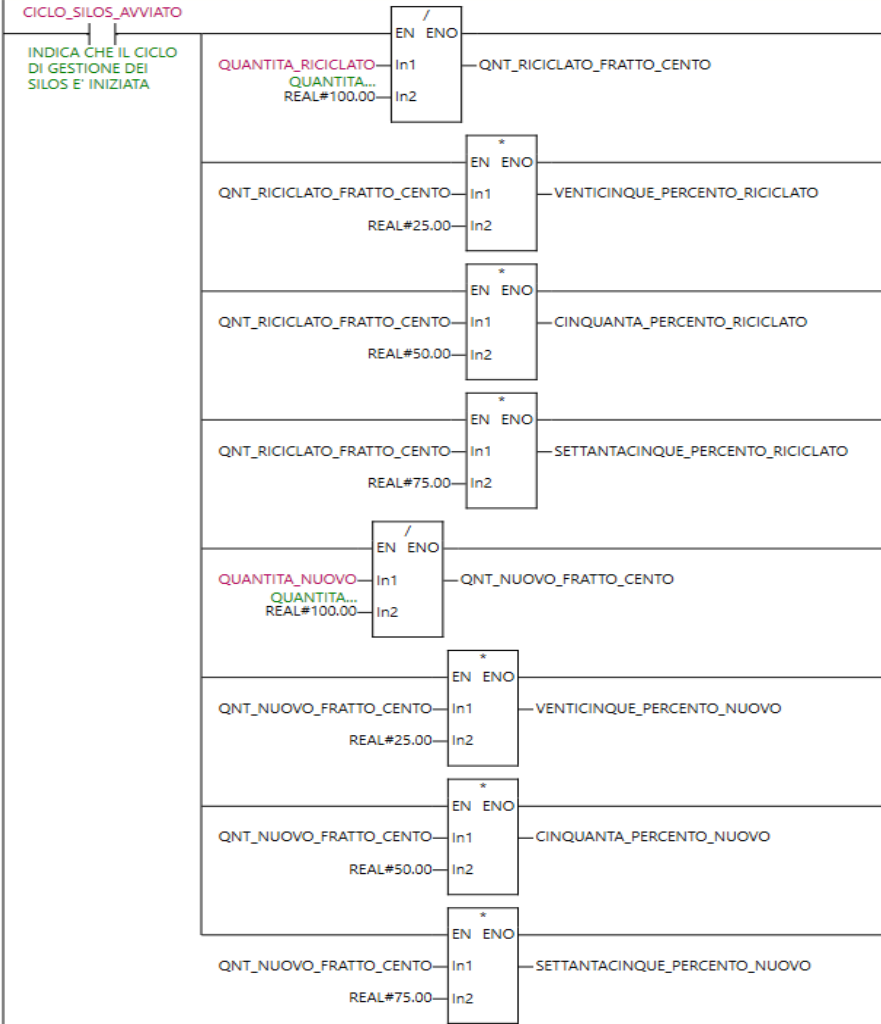 CICLO_SILOS_AVVIATO
INDICA CHE IL CICLO
DI GESTIONE DEI
SILOS E' INIZIATA
/
EN ENO
QUANTITA_RICICLATO In1 QNT_RICICLATO_FRATTO_CENTO
QUANTITA...
REAL#100.00 In2
*
EN ENO
QNT_RICICLATO_FRATTO_CENTO In1 VENTICINQUE_PERCENTO_RICICLATO
REAL#25.00 In2
*
EN ENO
QNT_RICICLATO_FRATTO_CENTO In1 CINQUANTA_PERCENTO_RICICLATO
REAL#50.00 In2
*
EN ENO
QNT_RICICLATO_FRATTO_CENTO In1 SETTANTACINQUE_PERCENTO_RICICLATO
REAL#75.00 In2
/
EN ENO
QUANTITA_NUOVO In1 QNT_NUOVO_FRATTO_CENTO
QUANTITA...
REAL#100.00 In2
*
EN ENO
QNT_NUOVO_FRATTO_CENTO In1 VENTICINQUE_PERCENTO_NUOVO
REAL#25.00 In2
*
EN ENO
QNT_NUOVO_FRATTO_CENTO In1 CINQUANTA_PERCENTO_NUOVO
REAL#50.00 In2
*
EN ENO
QNT_NUOVO_FRATTO_CENTO In1 SETTANTACINQUE_PERCENTO_NUOVO
REAL#75.00 In2